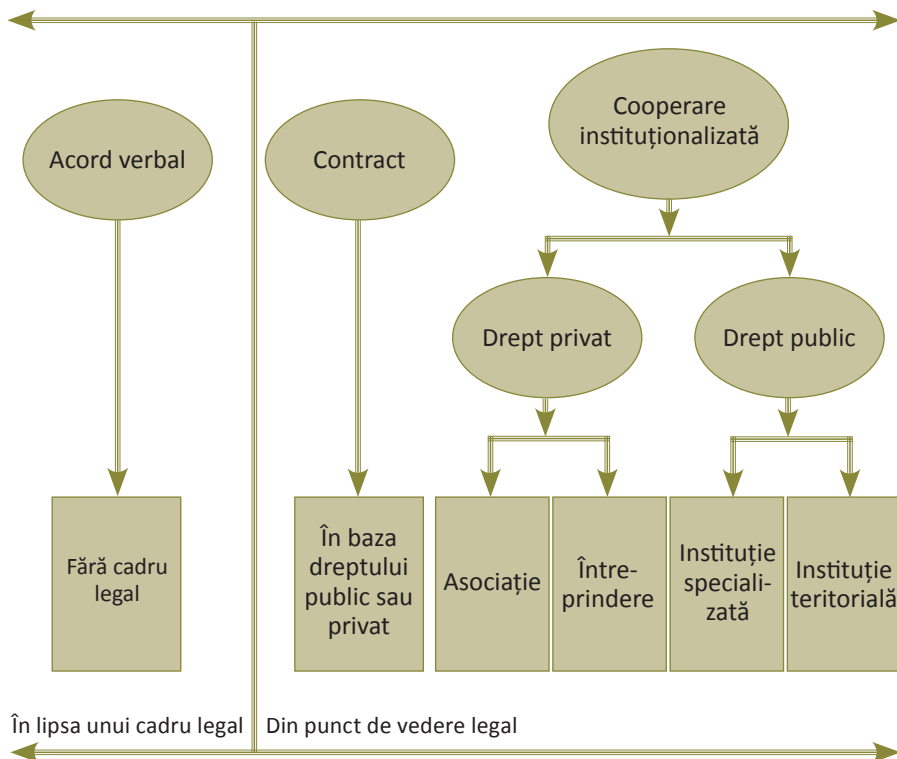 Acord verbal
Contract
Cooperare
instituționalizată
Drept privat
Drept public
Fără cadru
legal
În baza
dreptului
public sau
privat
Asociație
Între-
prindere
Instituție
speciali-
zată
Instituție
teritorială
În lipsa unui cadru legal
Din punct de vedere legal